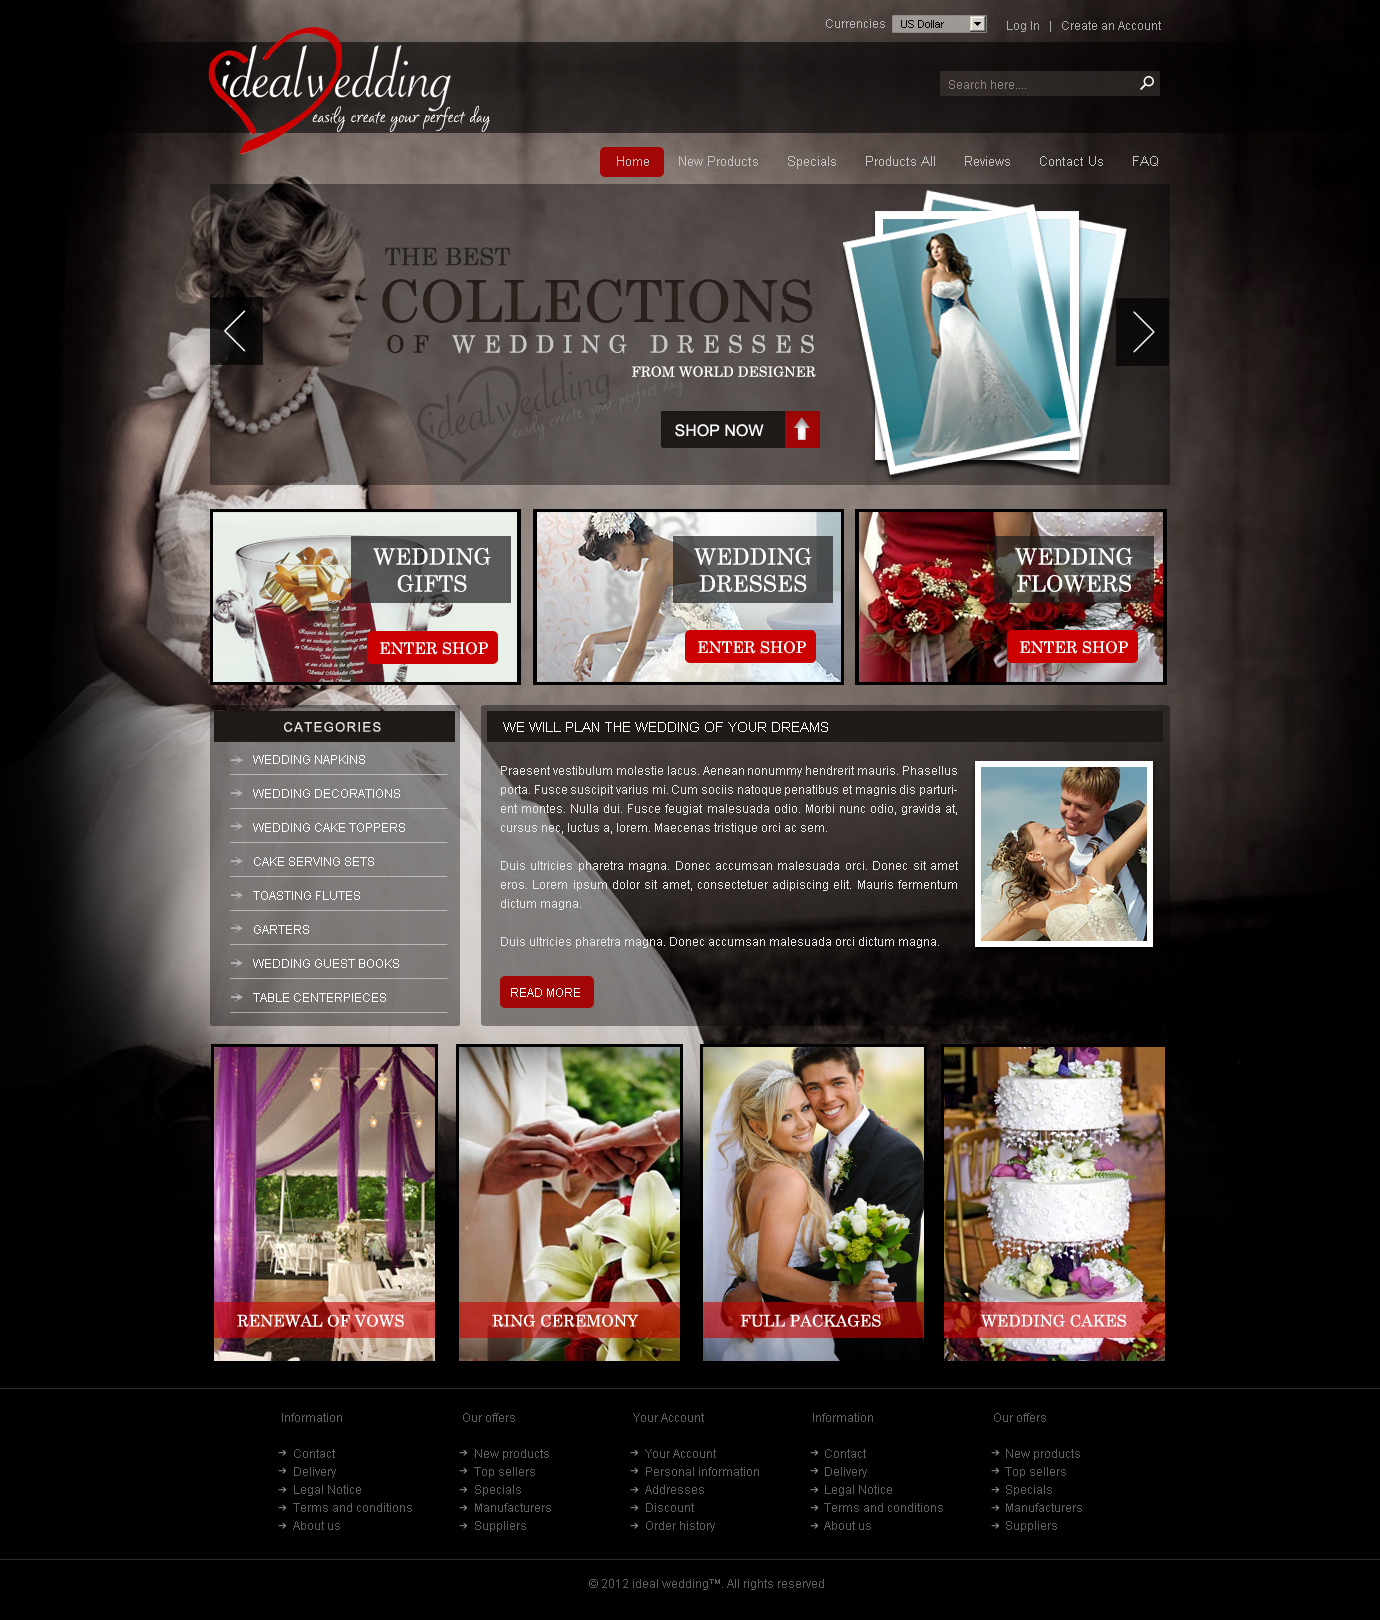 Currencies US Dollar Log In | Create an Account
idealwedding
easily create your perfect day
Search here....
Home New Products Specials Products All Reviews Contact Us FAQ
THE BEST
COLLECTIONS
OF WEDDING DRESSES
FROM WORLD DESIGNER
idealwedding
easily create your perfect day
SHOP NOW
WEDDING
GIFTS
ENTER SHOP
WEDDING
DRESSES
ENTER SHOP
WEDDING
FLOWERS
ENTER SHOP
CATEGORIES
WEDDING NAPKINS
WEDDING DECORATIONS
WEDDING CAKE TOPPERS
CAKE SERVING SETS
TOASTING FLUTES
GARTERS
WEDDING GUEST BOOKS
TABLE CENTERPIECES
WE WILL PLAN THE WEDDING OF YOUR DREAMS
Praesent vestibulum molestie lacus. Aenean nonummy hendrerit mauris. Phasellus
porta. Fusce suscipit varius mi. Cum sociis natoque penatibus et magnis dis parturi-
ent montes. Nulla dui. Fusce feugiat malesuada odio. Morbi nunc odio, gravida at,
cursus nec, luctus a, lorem. Maecenas tristique orci ac sem.
Duis ultricies pharetra magna. Donec accumsan malesuada orci. Donec sit amet
eros. Lorem ipsum dolor sit amet, consectetuer adipiscing elit. Mauris fermentum
dictum magna.
Duis ultricies pharetra magna. Donec accumsan malesuada orci dictum magna.
READ MORE
RENEWAL OF VOWS
RING CEREMONY
FULL PACKAGES
WEDDING CAKES
Information
Contact
Delivery
Legal Notice
Terms and conditions
About us
Our offers
New products
Top sellers
Specials
Manufacturers
Suppliers
Your Account
Your Account
Personal information
Addresses
Discount
Order history
Information
Contact
Delivery
Legal Notice
Terms and conditions
About us
Our offers
New products
Top sellers
Specials
Manufacturers
Suppliers
© 2012 ideal wedding™. All rights reserved